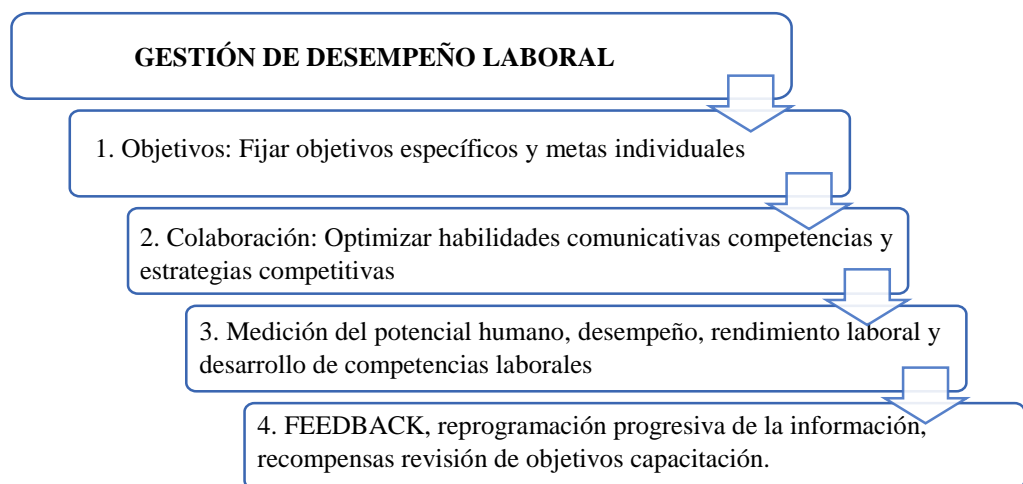 GESTIÓN DE DESEMPEÑO LABORAL
1. Objetivos: Fijar objetivos específicos y metas individuales
2. Colaboración: Optimizar habilidades comunicativas competencias y
estrategias competitivas
3. Medición del potencial humano, desempeño, rendimiento laboral y
desarrollo de competencias laborales
4. FEEDBACK, reprogramación progresiva de la información,
recompensas revisión de objetivos capacitación.